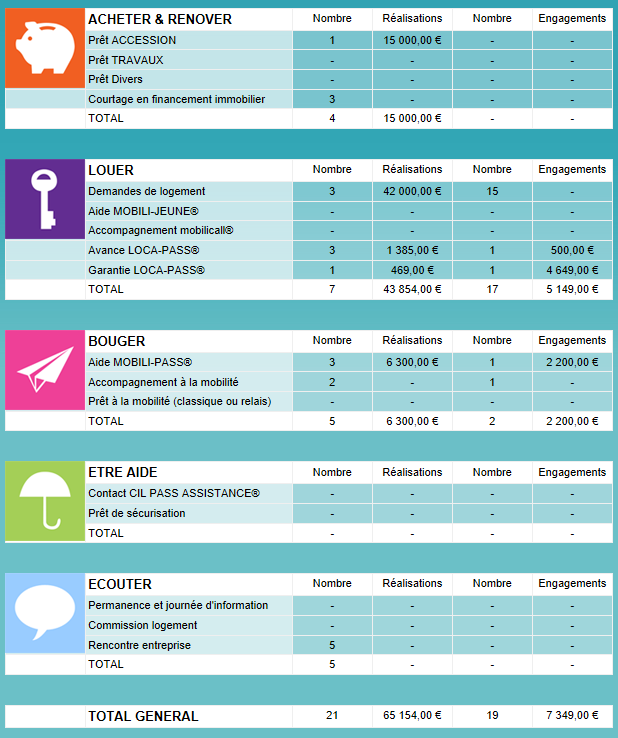 ACHETER & RENOVER Nombre Réalisations Nombre Engagements
Prêt ACCESSION 1 15 000,00 € - -
Prêt TRAVAUX - - - -
Prêt Divers - - - -
Courtage en financement immobilier 3 - - -
TOTAL 4 15 000,00 € - -
LOUER Nombre Réalisations Nombre Engagements
Demandes de logement 3 42 000,00 € 15 -
Aide MOBILI-JEUNE® - - - -
Accompagnement mobilicall® - - - -
Avance LOCA-PASS® 3 1 385,00 € 1 500,00 €
Garantie LOCA-PASS® 1 469,00 € 1 4 649,00 €
TOTAL 7 43 854,00 € 17 5 149,00 €
BOUGER Nombre Réalisations Nombre Engagements
Aide MOBILI-PASS® 3 6 300,00 € 1 2 200,00 €
Accompagnement à la mobilité 2 - 1 -
Prêt à la mobilité (classique ou relais) - - - -
TOTAL 5 6 300,00 € 2 2 200,00 €
ETRE AIDE Nombre Réalisations Nombre Engagements
Contact CIL PASS ASSISTANCE® - - - -
Prêt de sécurisation - - - -
TOTAL - - - -
ECOUTER Nombre Réalisations Nombre Engagements
Permanence et journée d'information - - - -
Commission logement - - - -
Rencontre entreprise 5 - - -
TOTAL 5 - - -
TOTAL GENERAL 21 65 154,00 € 19 7 349,00 €